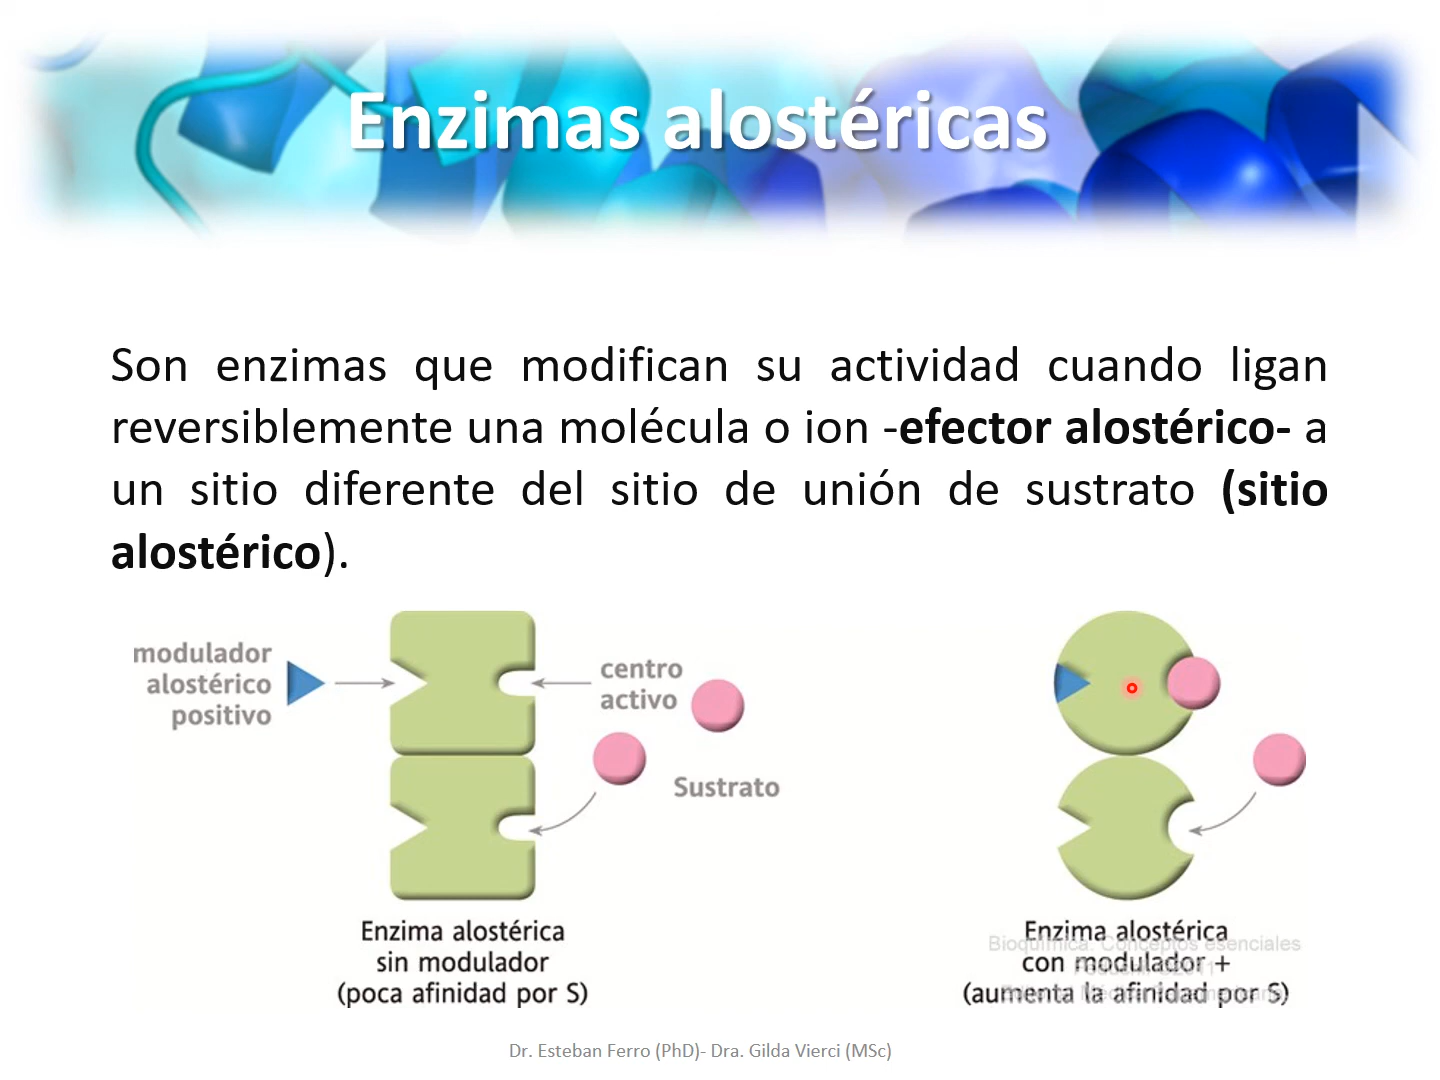 Enzimas alostéricas
Son enzimas que modifican su actividad cuando ligan
reversiblemente una molécula o ion -efector alostérico- a
un sitio diferente del sitio de unión de sustrato (sitio
alostérico).
modulador
alostérico
positivo
centro
activo
Sustrato
Enzima alostérica
sin modulador
(poca afinidad por S)
Enzima alostérica
con modulador +
(aumenta la afinidad por S)
Bioquímica. Conceptos esenciales
Dr. Esteban Ferro (PhD)- Dra. Gilda Vierci (MSc)